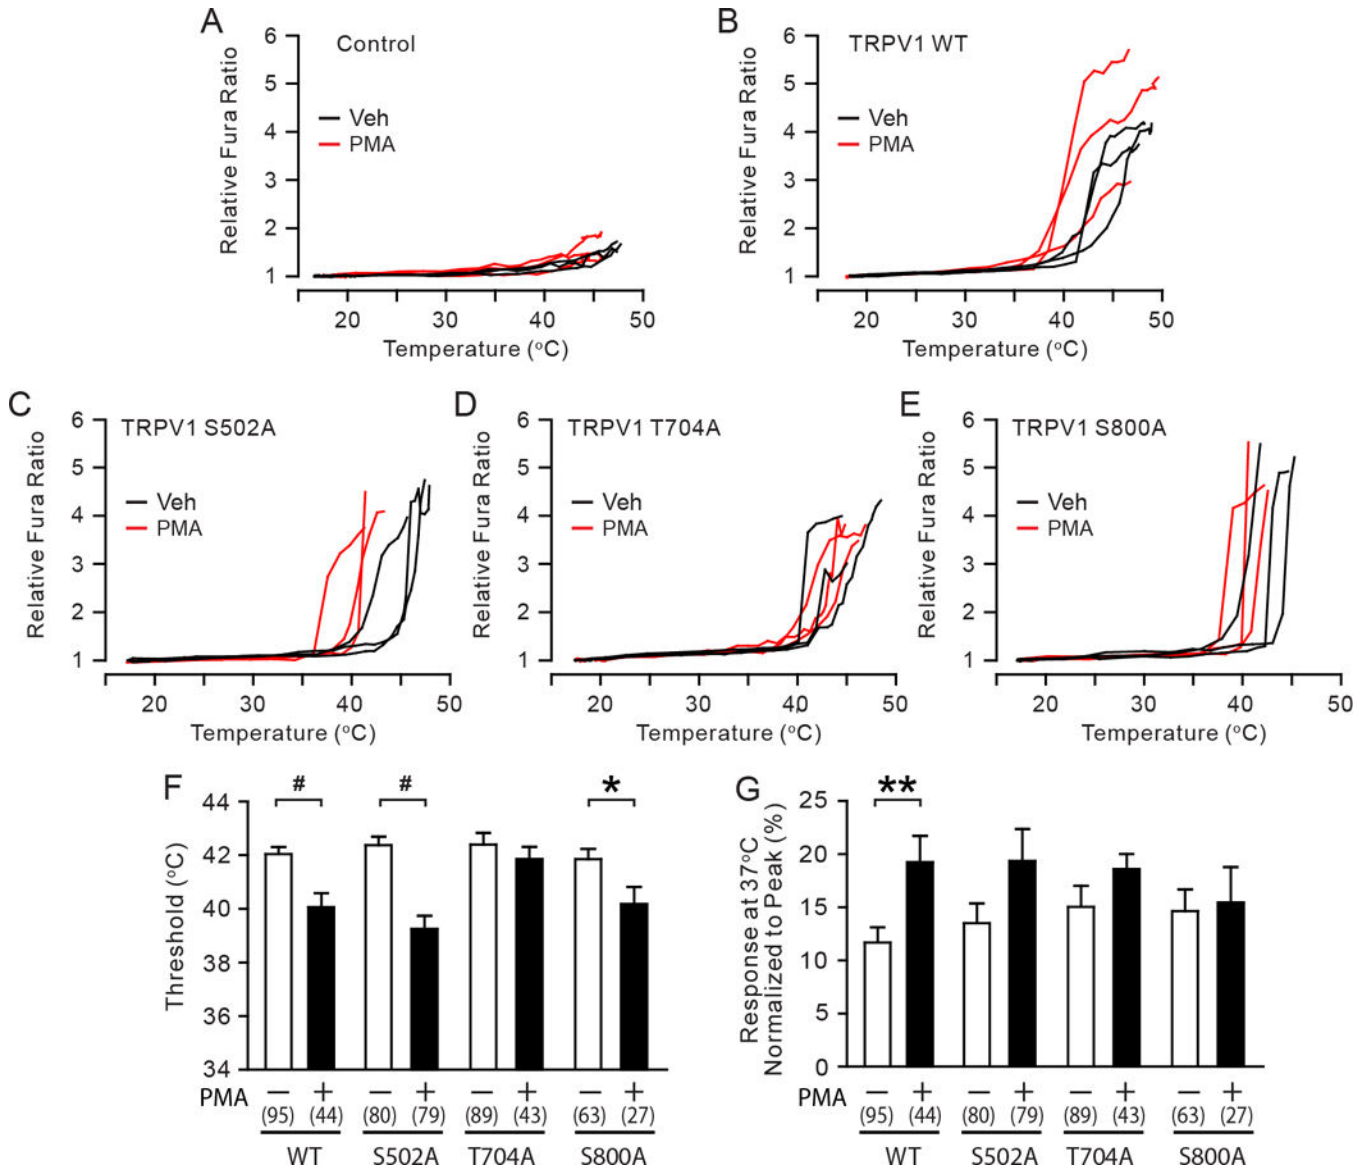 A
Control
Relative Fura Ratio
6
5
4
3
2
1
Veh
PMA
20 30 40 50
Temperature (°C)
B
TRPV1 WT
Relative Fura Ratio
6
5
4
3
2
1
Veh
PMA
20 30 40 50
Temperature (°C)
C
TRPV1 S502A
Relative Fura Ratio
6
5
4
3
2
1
Veh
PMA
20 30 40 50
Temperature (°C)
D
TRPV1 T704A
Relative Fura Ratio
6
5
4
3
2
1
Veh
PMA
20 30 40 50
Temperature (°C)
E
TRPV1 S800A
Relative Fura Ratio
6
5
4
3
2
1
Veh
PMA
20 30 40 50
Temperature (°C)
F
# # *
Threshold (°C)
44
42
40
38
36
34
PMA − + − + − + − +
(95) (44) (80) (79) (89) (43) (63) (27)
WT S502A T704A S800A
G
**
Response at 37°C
Normalized to Peak (%)
25
20
15
10
5
0
− + − + − + − +
(95) (44) (80) (79) (89) (43) (63) (27)
WT S502A T704A S800A